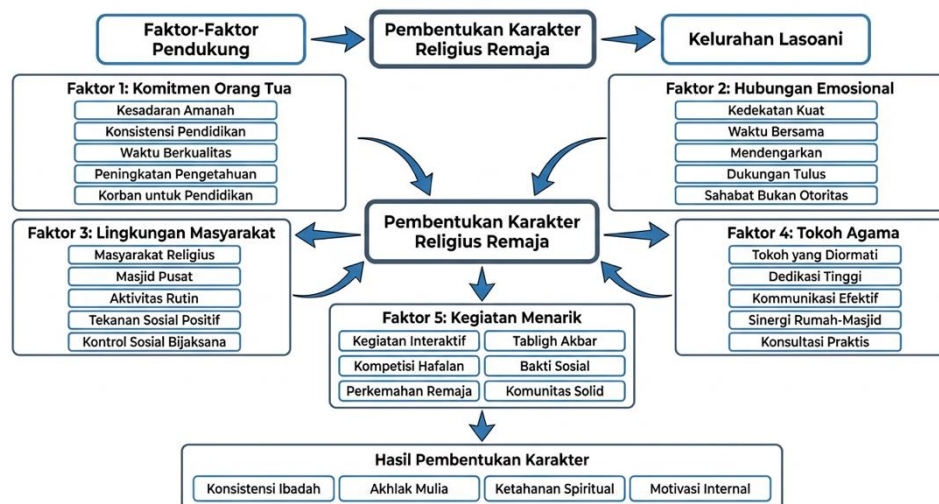 Faktor-Faktor
Pendukung
Pembentukan Karakter
Religius Remaja
Kelurahan Lasoani
Faktor 1: Komitmen Orang Tua
Kesadaran Amanah
Konsistensi Pendidikan
Waktu Berkualitas
Peningkatan Pengetahuan
Korban untuk Pendidikan
Faktor 2: Hubungan Emosional
Kedekatan Kuat
Waktu Bersama
Mendengarkan
Dukungan Tulus
Sahabat Bukan Otoritas
Pembentukan Karakter
Religius Remaja
Faktor 3: Lingkungan Masyarakat
Masyarakat Religius
Masjid Pusat
Aktivitas Rutin
Tekanan Sosial Positif
Kontrol Sosial Bijaksana
Faktor 4: Tokoh Agama
Tokoh yang Diormati
Dedikasi Tinggi
Kommunikasi Efektif
Sinergi Rumah-Masjid
Konsultasi Praktis
Faktor 5: Kegiatan Menarik
Kegiatan Interaktif
Tabligh Akbar
Kompetisi Hafalan
Bakti Sosial
Perkemahan Remaja
Komunitas Solid
Hasil Pembentukan Karakter
Konsistensi Ibadah
Akhlak Mulia
Ketahanan Spiritual
Motivasi Internal